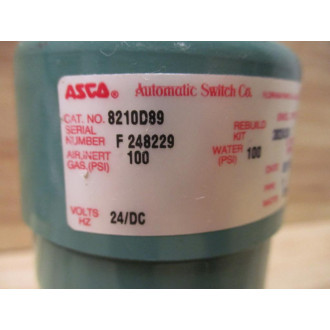 ASCO® Automatic Switch Co.
CAT. NO. 8210D89
SERIAL NUMBER F 248229
REBUILD KIT
AIR,INERT GAS.(PSI) 100
WATER (PSI) 100
VOLTS HZ 24/DC